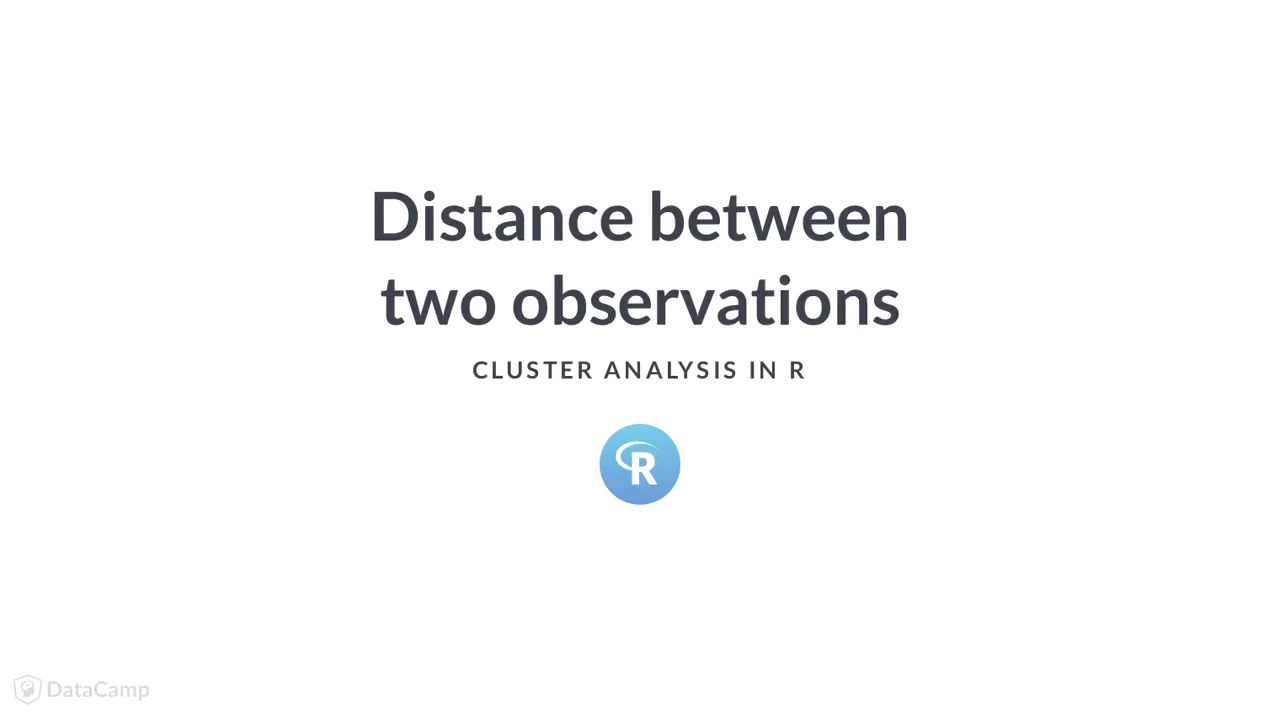 Distance between
two observations
CLUSTER ANALYSIS IN R
R
DataCamp